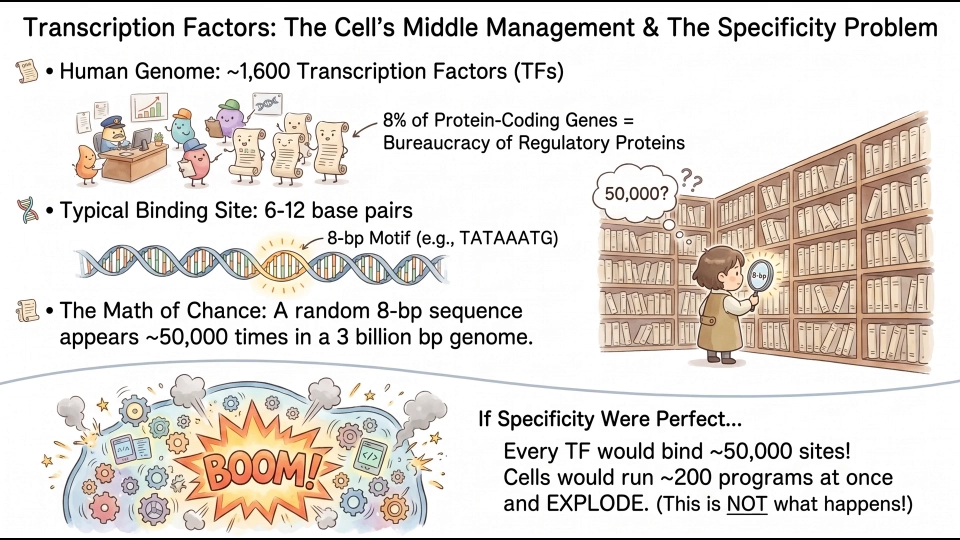 Transcription Factors: The Cell's Middle Management & The Specificity Problem
• Human Genome: ~1,600 Transcription Factors (TFs)
8% of Protein-Coding Genes =
Bureaucracy of Regulatory Proteins
• Typical Binding Site: 6-12 base pairs
8-bp Motif (e.g., TATAAATG)
• The Math of Chance: A random 8-bp sequence
appears ~50,000 times in a 3 billion bp genome.
50,000?
??
8-bp
BOOM!
</>
If Specificity Were Perfect...
Every TF would bind ~50,000 sites!
Cells would run ~200 programs at once
and EXPLODE. (This is NOT what happens!)